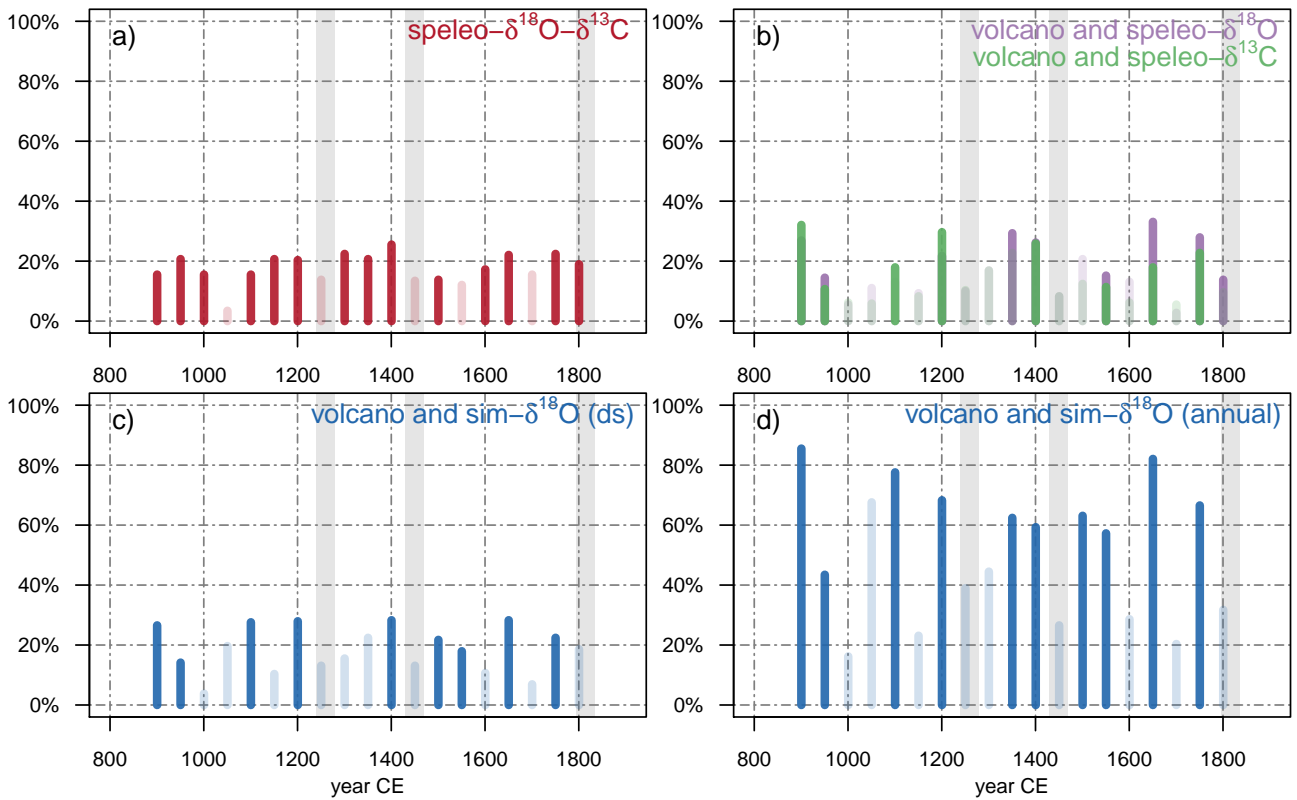 100%
80%
60%
40%
20%
0%
a)
speleo−δ18O−δ13C
800 1000 1200 1400 1600 1800
100%
80%
60%
40%
20%
0%
b)
volcano and speleo−δ18O
volcano and speleo−δ13C
800 1000 1200 1400 1600 1800
100%
80%
60%
40%
20%
0%
c)
volcano and sim−δ18O (ds)
800 1000 1200 1400 1600 1800
year CE
100%
80%
60%
40%
20%
0%
d)
volcano and sim−δ18O (annual)
800 1000 1200 1400 1600 1800
year CE